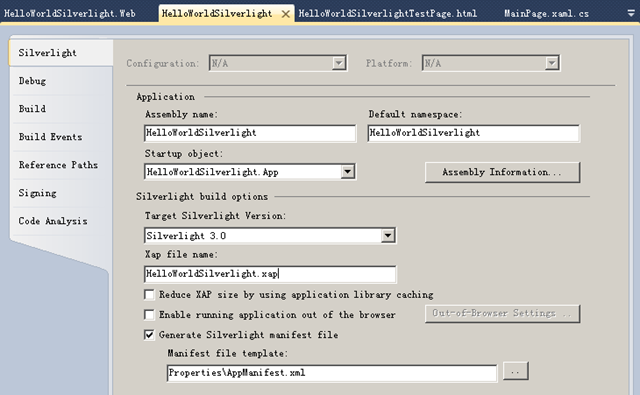 HelloWorldSilverlight.Web HelloWorldSilverlight HelloWorldSilverlightTestPage.html MainPage.xaml.cs
Silverlight
Debug
Build
Build Events
Reference Paths
Signing
Code Analysis
Configuration: N/A Platform: N/A
Application
Assembly name: Default namespace:
HelloWorldSilverlight HelloWorldSilverlight
Startup object:
HelloWorldSilverlight.App Assembly Information...
Silverlight build options
Target Silverlight Version:
Silverlight 3.0
Xap file name:
HelloWorldSilverlight.xap
Reduce XAP size by using application library caching
Enable running application out of the browser Out-of-Browser Settings ..
Generate Silverlight manifest file
Manifest file template:
Properties\AppManifest.xml ..